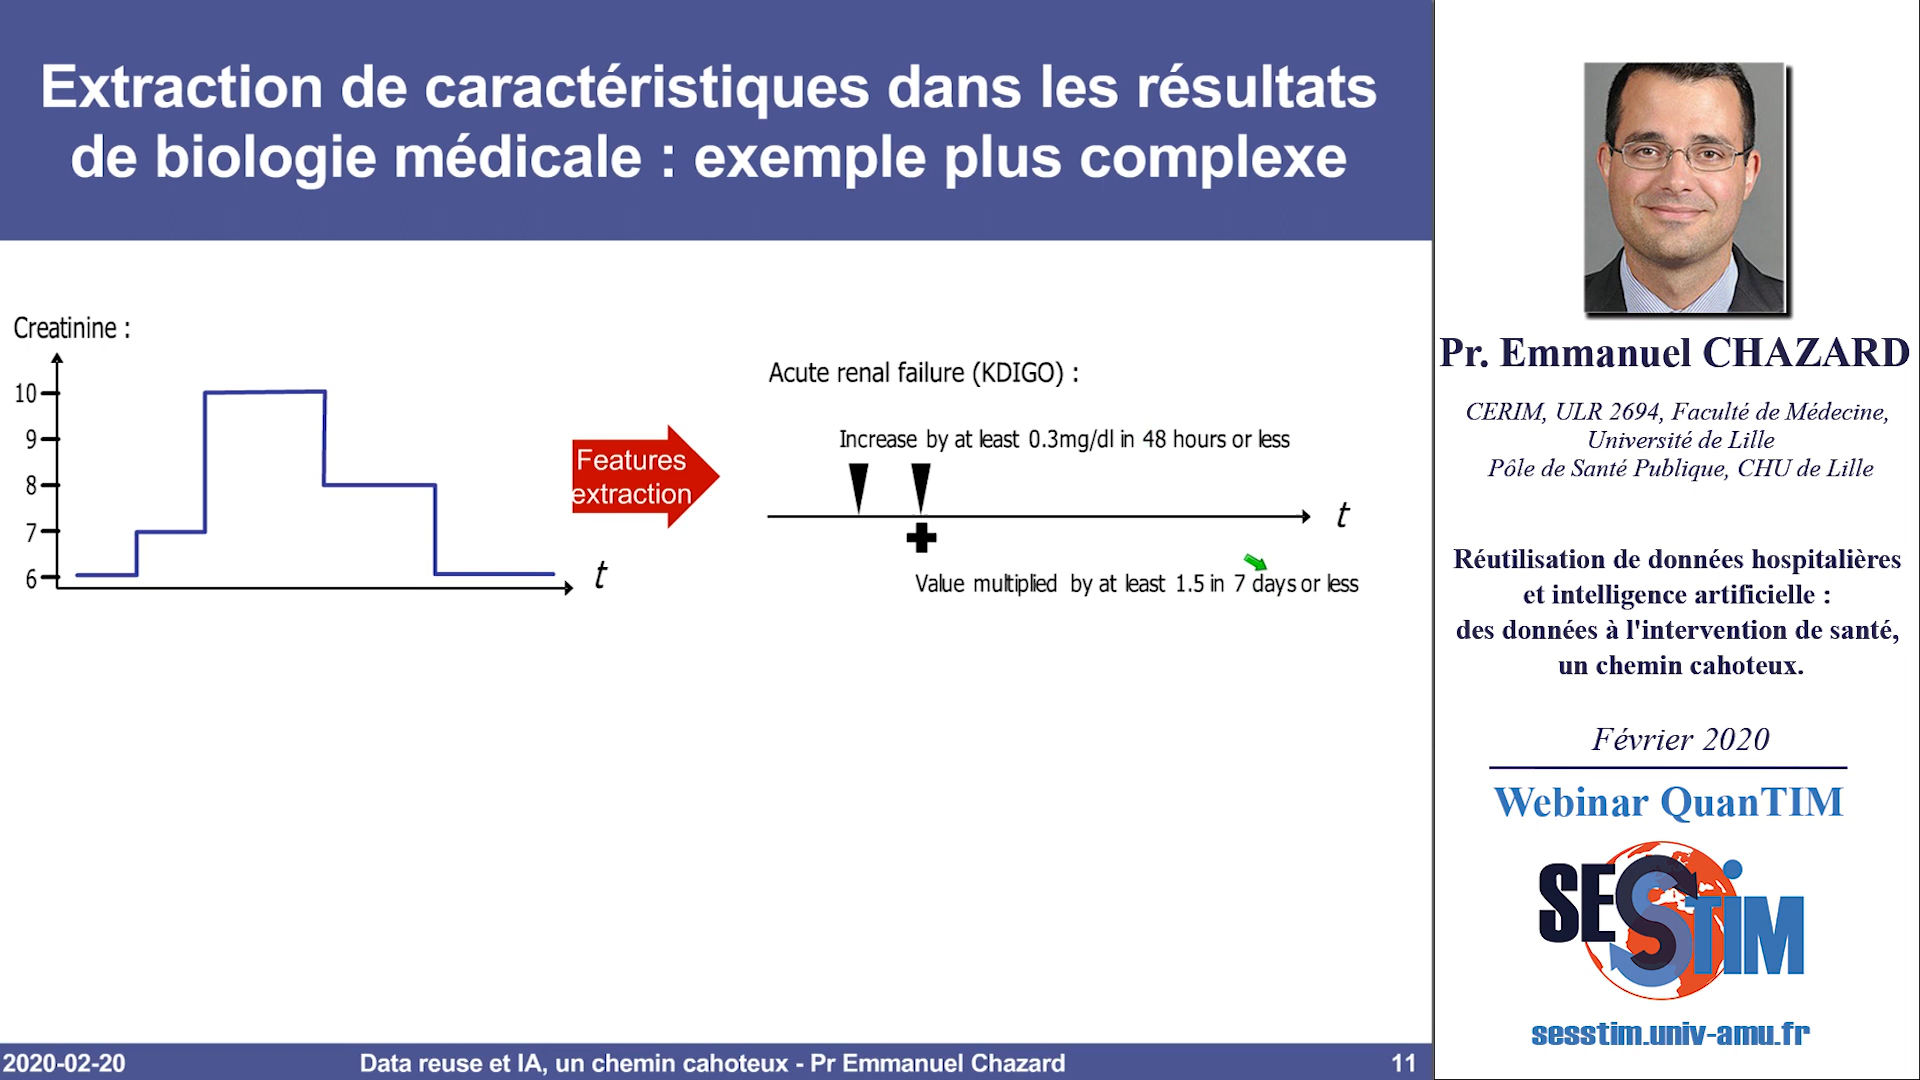 Extraction de caractéristiques dans les résultats
de biologie médicale : exemple plus complexe
Creatinine :
10
9
8
7
6
t
Features
extraction
Acute renal failure (KDIGO) :
Increase by at least 0.3mg/dl in 48 hours or less
t
Value multiplied by at least 1.5 in 7 days or less
2020-02-20
Data reuse et IA, un chemin cahoteux - Pr Emmanuel Chazard
11
Pr. Emmanuel CHAZARD
CERIM, ULR 2694, Faculté de Médecine,
Université de Lille
Pôle de Santé Publique, CHU de Lille
Réutilisation de données hospitalières
et intelligence artificielle :
des données à l'intervention de santé,
un chemin cahoteux.
Février 2020
Webinar QuanTIM
SESSTIM
sesstim.univ-amu.fr